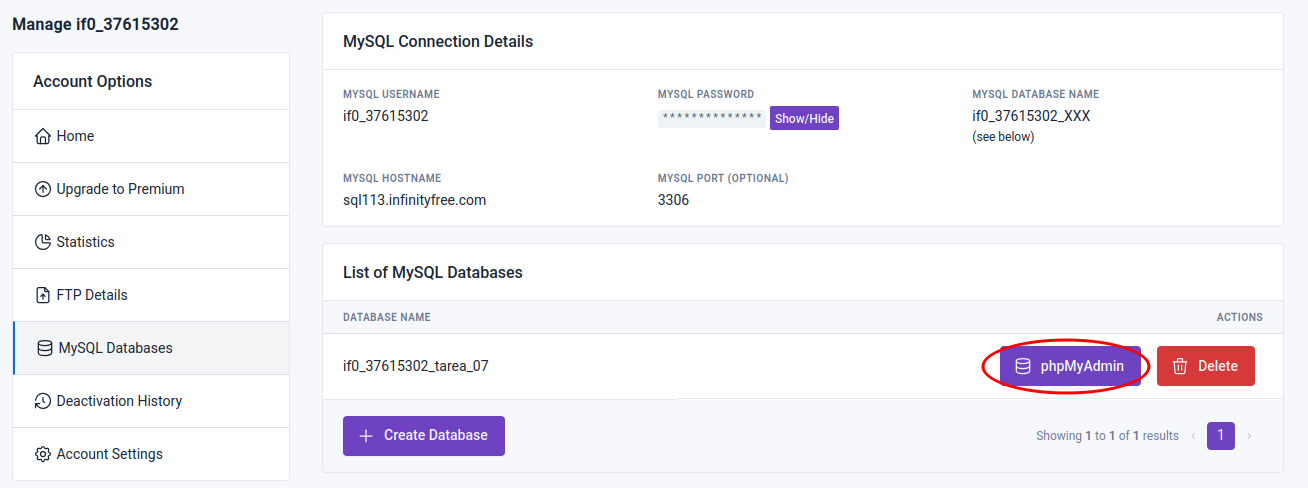 Manage if0_37615302
Account Options
Home
Upgrade to Premium
Statistics
FTP Details
MySQL Databases
Deactivation History
Account Settings
MySQL Connection Details
MYSQL USERNAME
if0_37615302
MYSQL PASSWORD
************** Show/Hide
MYSQL DATABASE NAME
if0_37615302_XXX
(see below)
MYSQL HOSTNAME
sql113.infinityfree.com
MYSQL PORT (OPTIONAL)
3306
List of MySQL Databases
DATABASE NAME ACTIONS
if0_37615302_tarea_07 phpMyAdmin Delete
+ Create Database Showing 1 to 1 of 1 results ‹ 1 ›